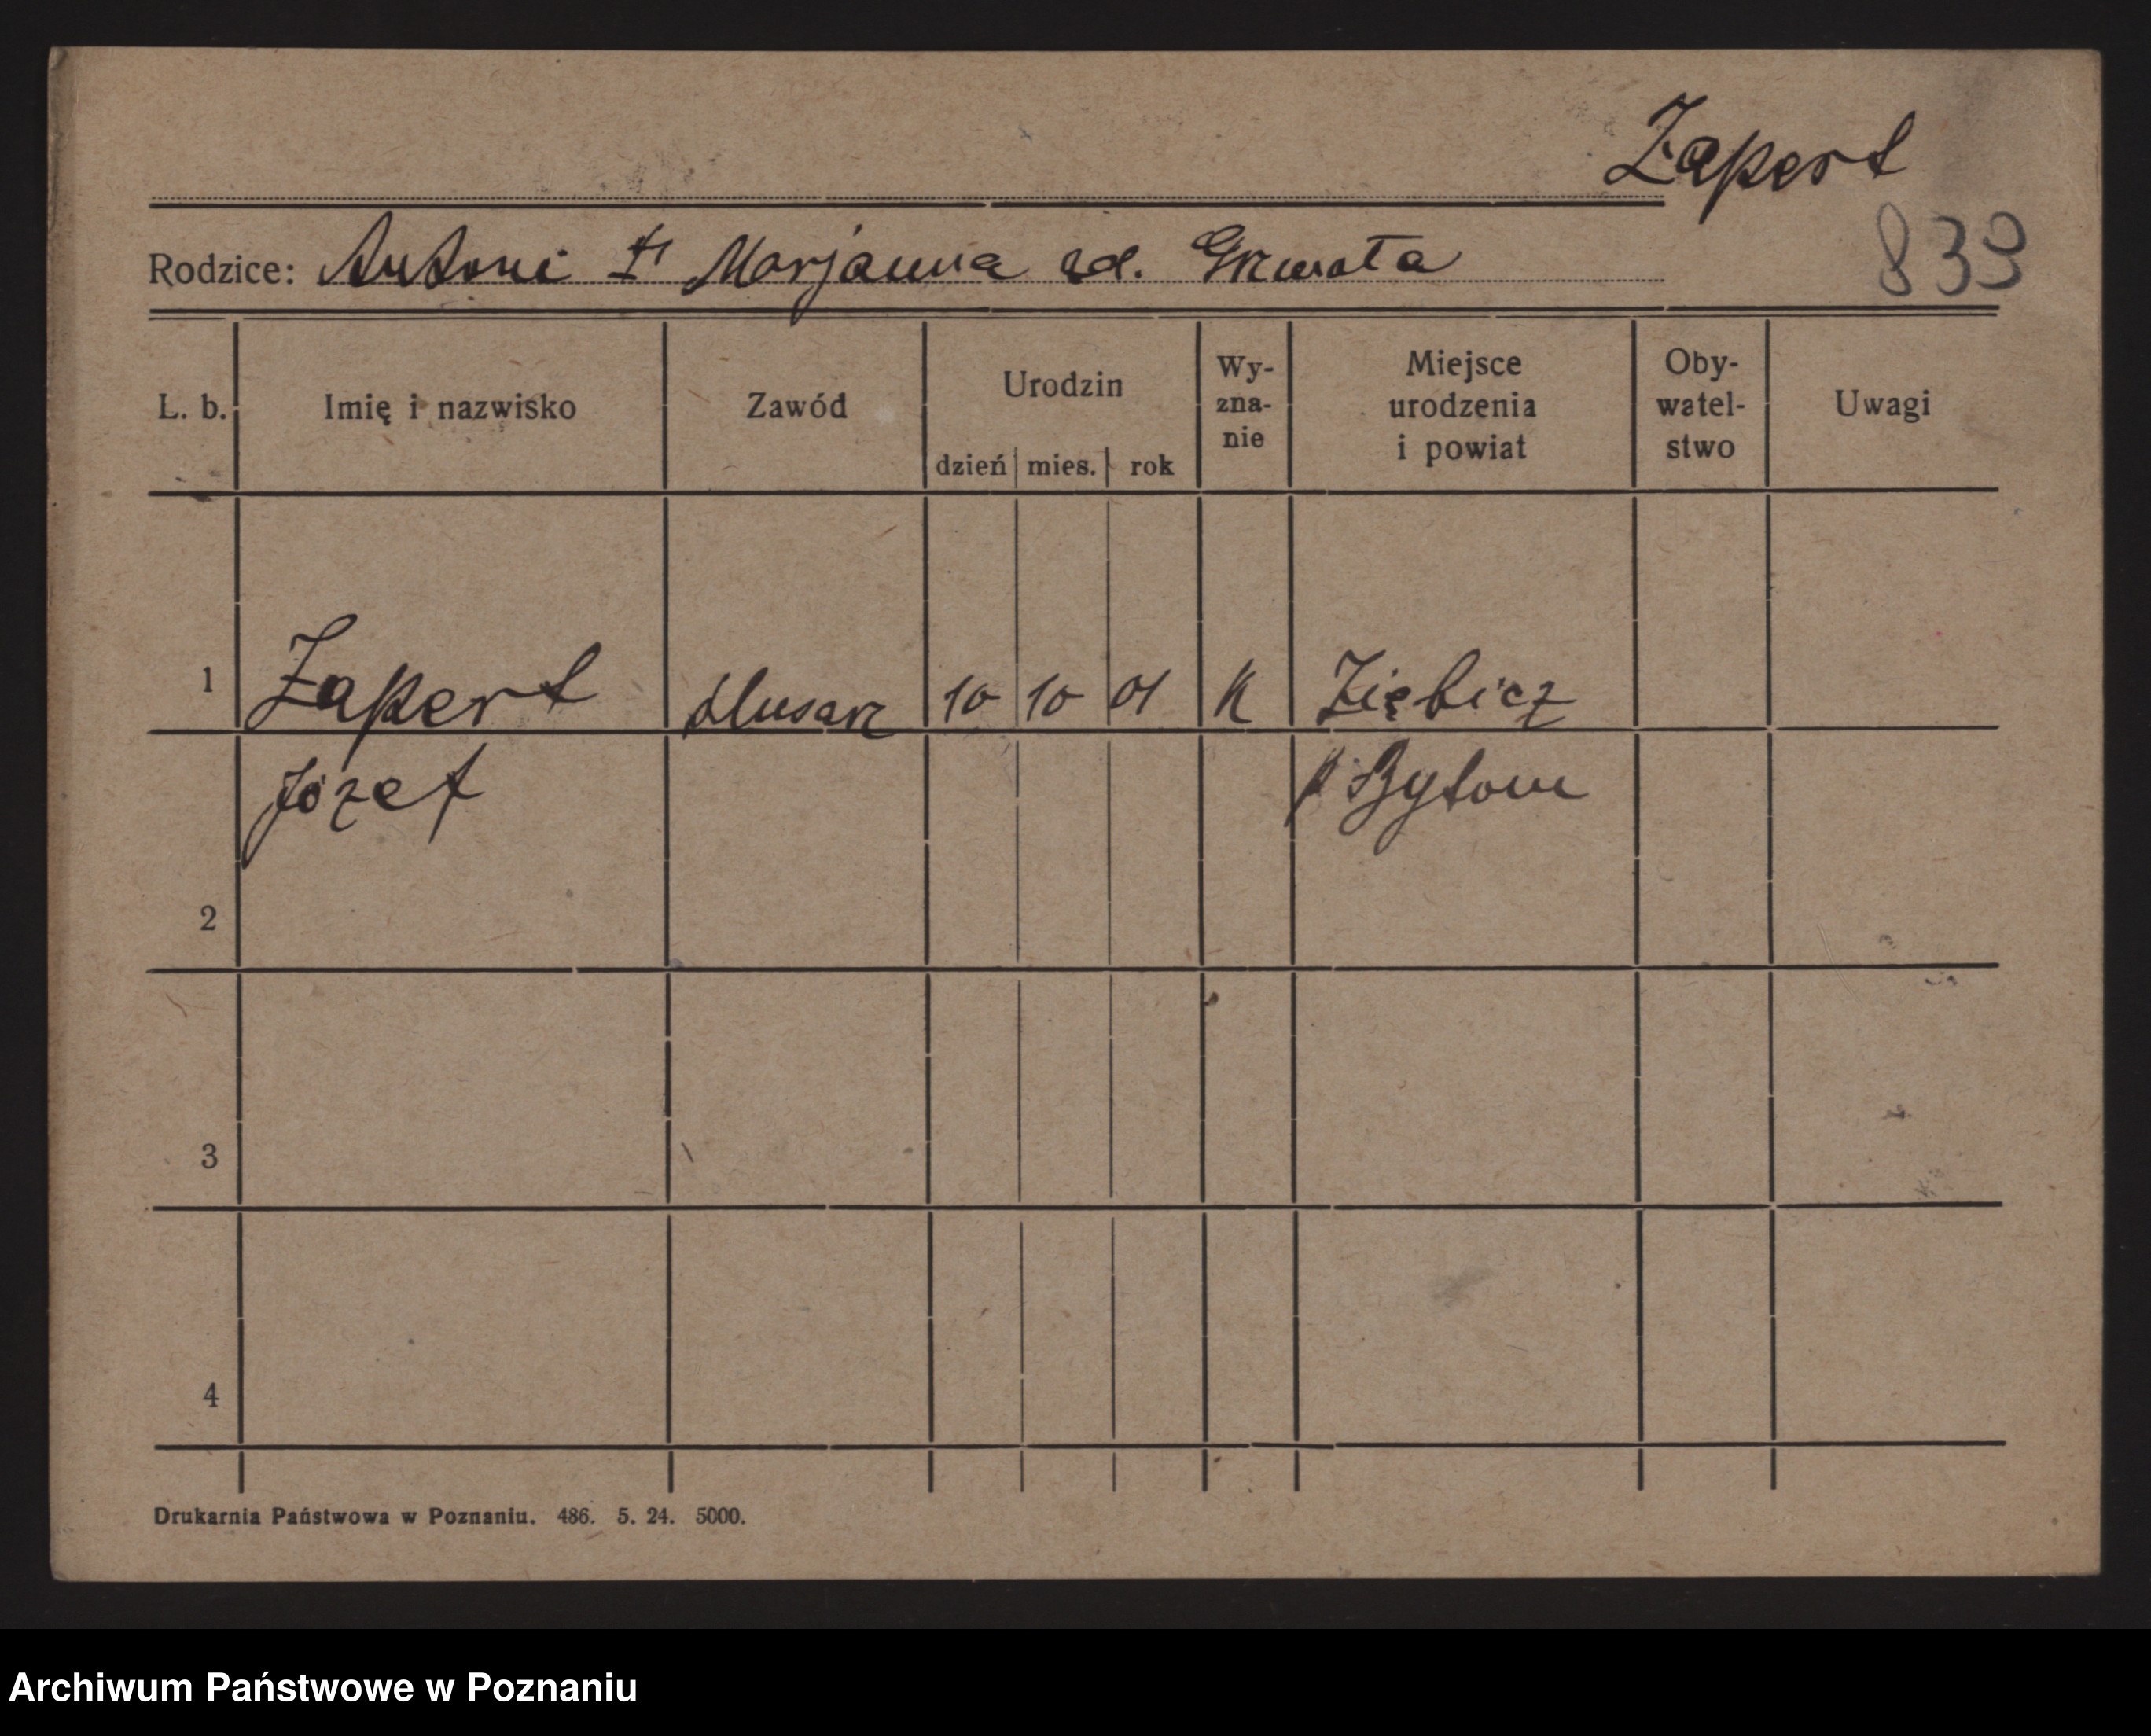 Zapert
Rodzice: Antoni † Marjanna zd. Grzmota
839
L. b. Imię i nazwisko Zawód Urodzin dzień mies. rok Wy-zna-nie Miejsce urodzenia i powiat Oby-watel-stwo Uwagi
1 Zapert ślusarz 10 10 01 K Ziębicz
Józef p Bytom
2
3
4
Drukarnia Państwowa w Poznaniu. 486. 5. 24. 5000.
Archiwum Państwowe w Poznaniu